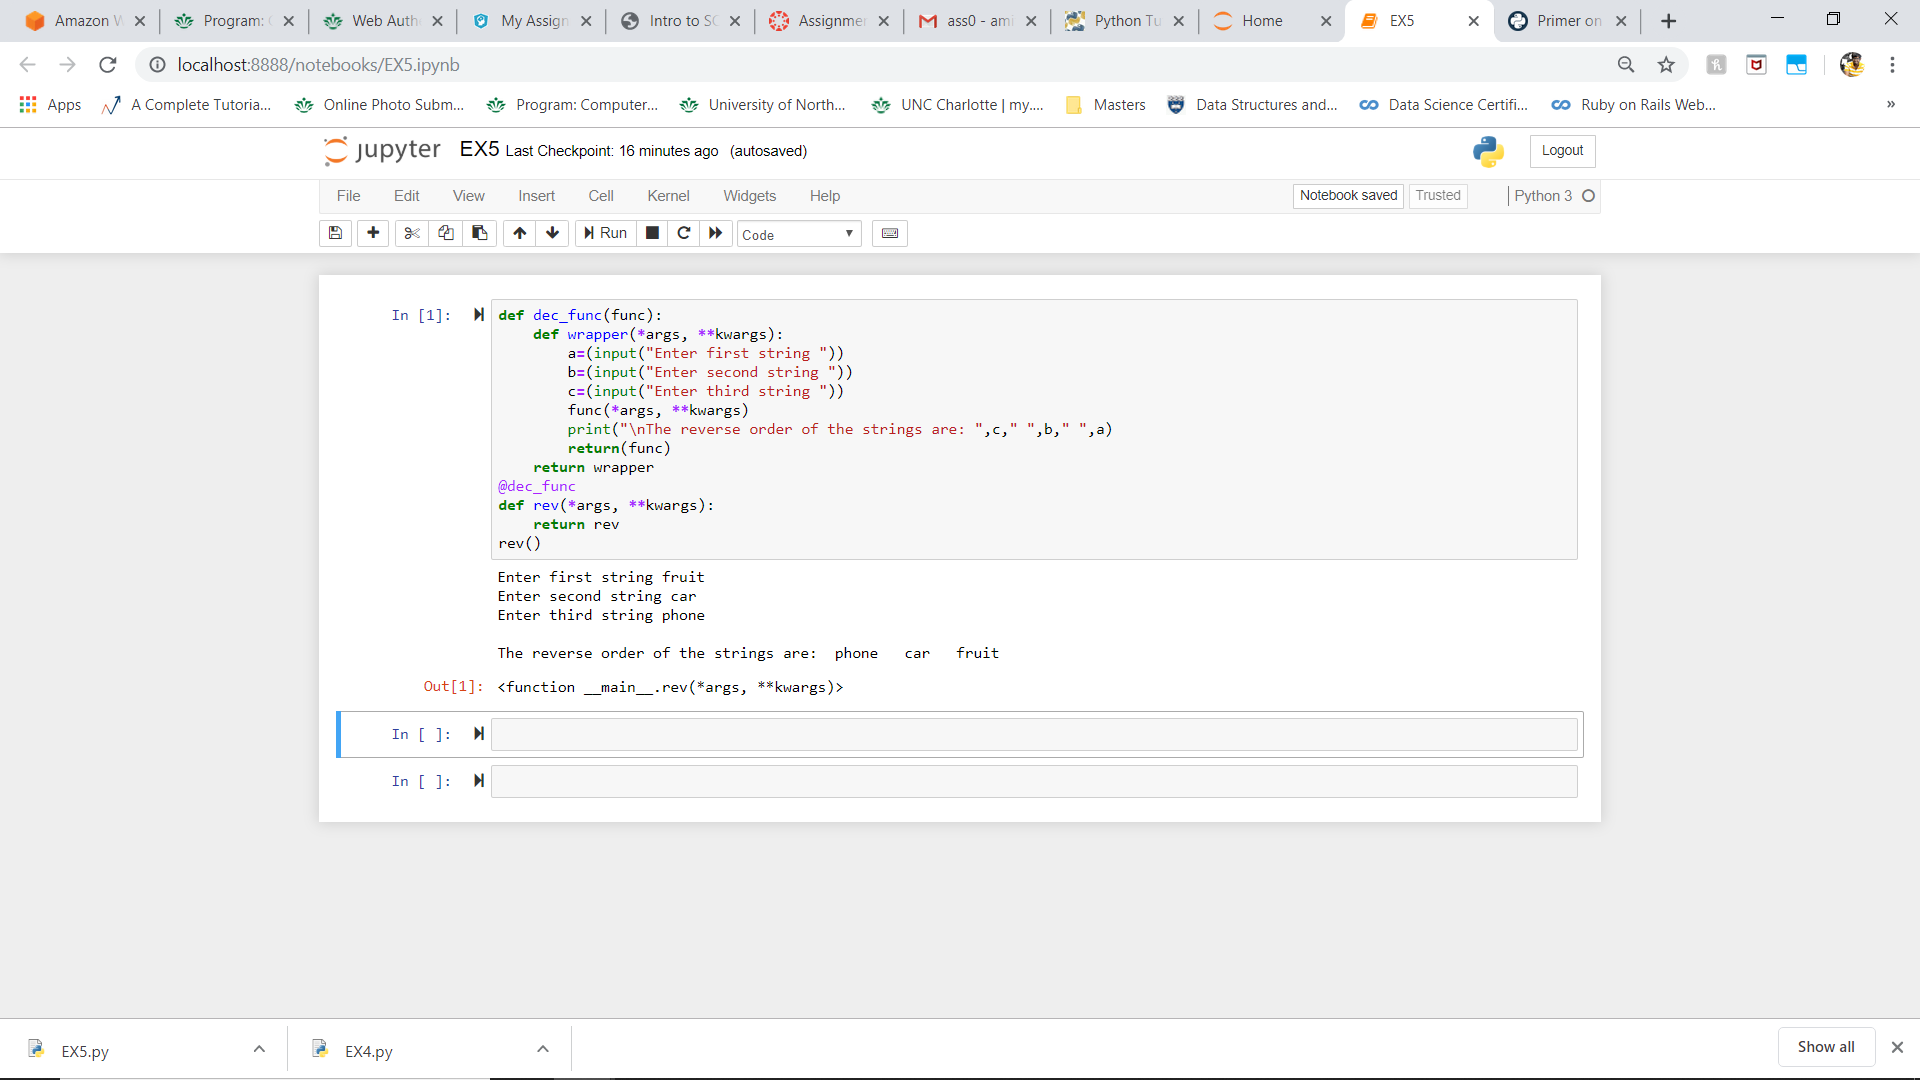 Amazon W
Program: C
Web Auth
My Assign
Intro to SC
Assignmen
ass0 - ami
Python Tu
Home
EX5
Primer on
localhost:8888/notebooks/EX5.ipynb
Apps
A Complete Tutoria...
Online Photo Subm...
Program: Computer...
University of North...
UNC Charlotte | my....
Masters
Data Structures and...
Data Science Certifi...
Ruby on Rails Web...
»
jupyter EX5 Last Checkpoint: 16 minutes ago (autosaved)
Logout
File Edit View Insert Cell Kernel Widgets Help
Notebook saved Trusted Python 3
Run Code
In [1]:
def dec_func(func):
    def wrapper(*args, **kwargs):
        a=(input("Enter first string "))
        b=(input("Enter second string "))
        c=(input("Enter third string "))
        func(*args, **kwargs)
        print("\nThe reverse order of the strings are: ",c," ",b," ",a)
        return(func)
    return wrapper
@dec_func
def rev(*args, **kwargs):
    return rev
rev()
Enter first string fruit
Enter second string car
Enter third string phone
The reverse order of the strings are:  phone   car   fruit
Out[1]: <function __main__.rev(*args, **kwargs)>
In [ ]:
In [ ]:
EX5.py
EX4.py
Show all